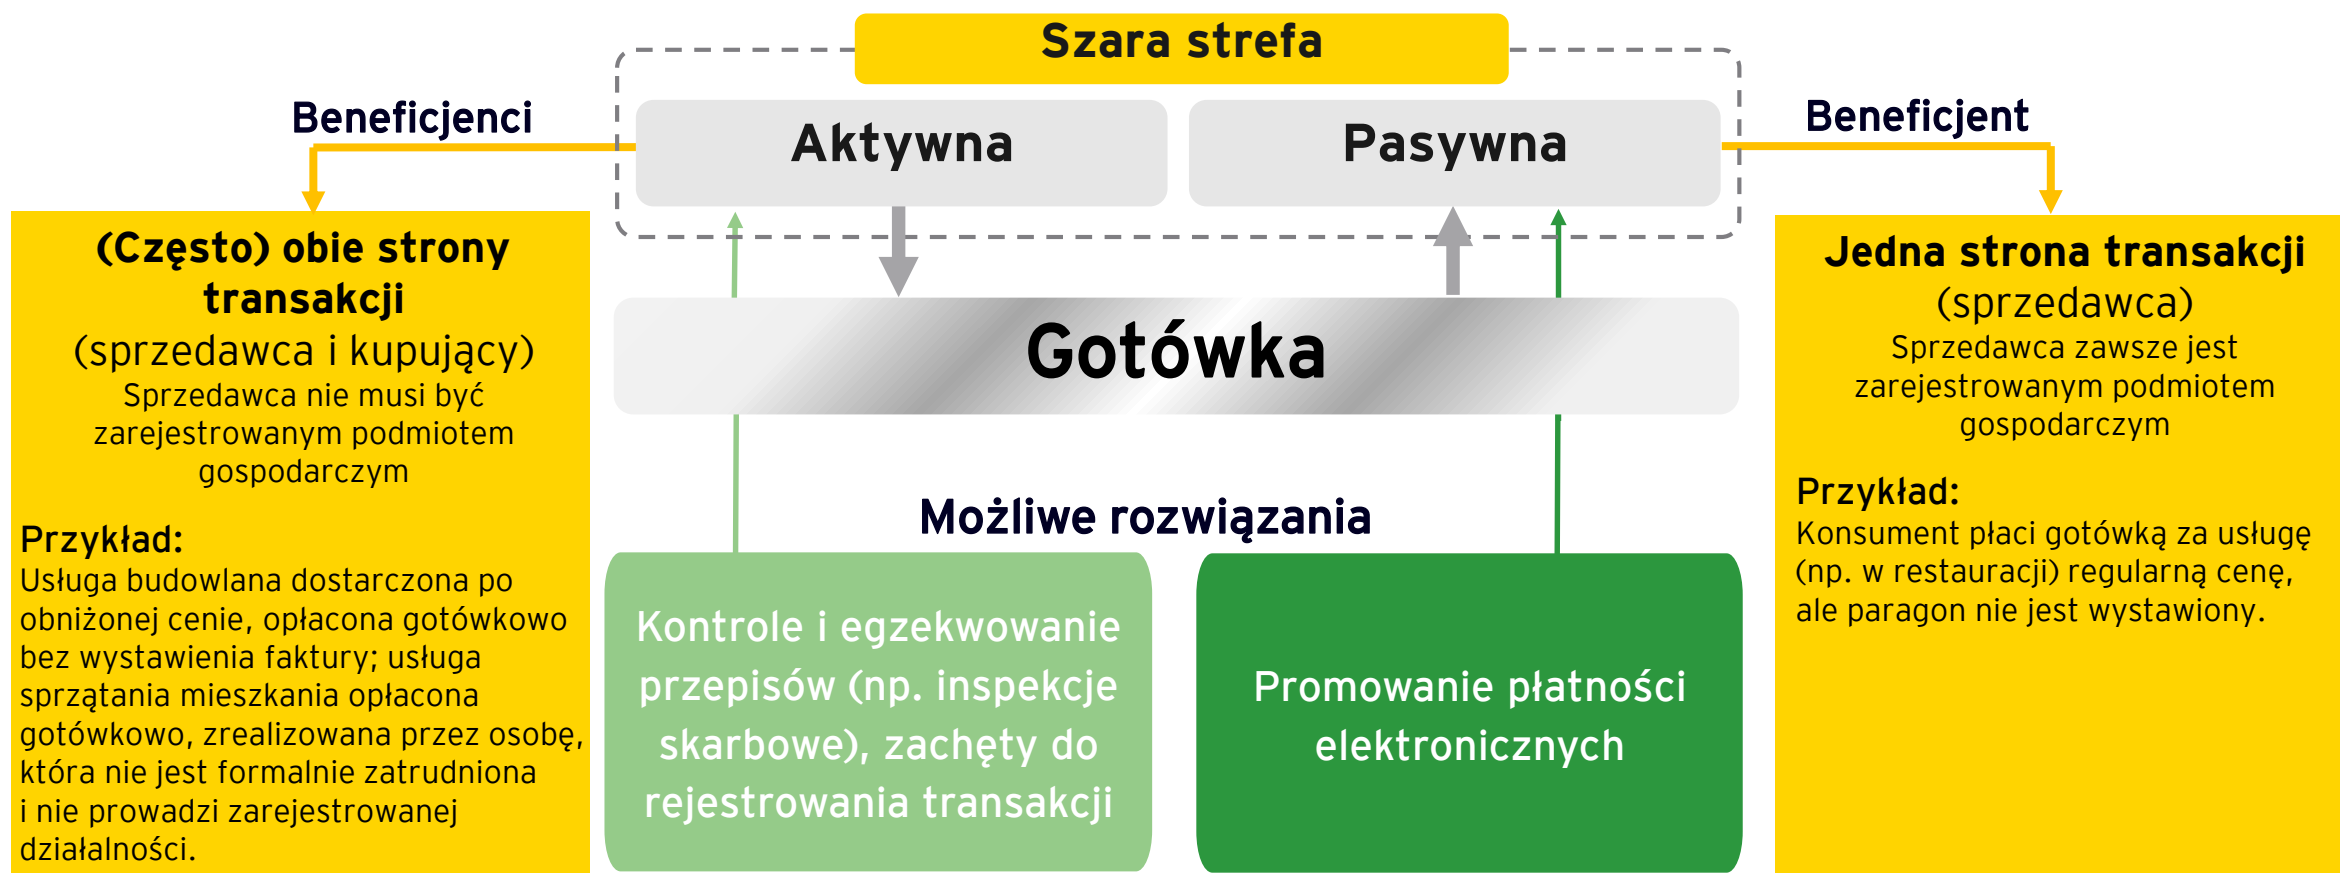 Szara strefa
Beneficjenci
Aktywna
Pasywna
Beneficjent
(Często) obie strony
transakcji
(sprzedawca i kupujący)
Sprzedawca nie musi być
zarejestrowanym podmiotem
gospodarczym
Przykład:
Usługa budowlana dostarczona po
obniżonej cenie, opłacona gotówkowo
bez wystawienia faktury; usługa
sprzątania mieszkania opłacona
gotówkowo, zrealizowana przez osobę,
która nie jest formalnie zatrudniona
i nie prowadzi zarejestrowanej
działalności.
Gotówka
Możliwe rozwiązania
Kontrole i egzekwowanie
przepisów (np. inspekcje
skarbowe), zachęty do
rejestrowania transakcji
Promowanie płatności
elektronicznych
Jedna strona transakcji
(sprzedawca)
Sprzedawca zawsze jest
zarejestrowanym podmiotem
gospodarczym
Przykład:
Konsument płaci gotówką za usługę
(np. w restauracji) regularną cenę,
ale paragon nie jest wystawiony.